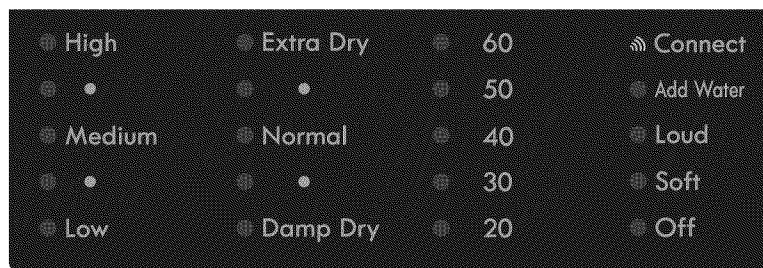 High Extra Dry 60 Connect
50 Add Water
Medium Normal 40 Loud
30 Soft
Low Damp Dry 20 Off